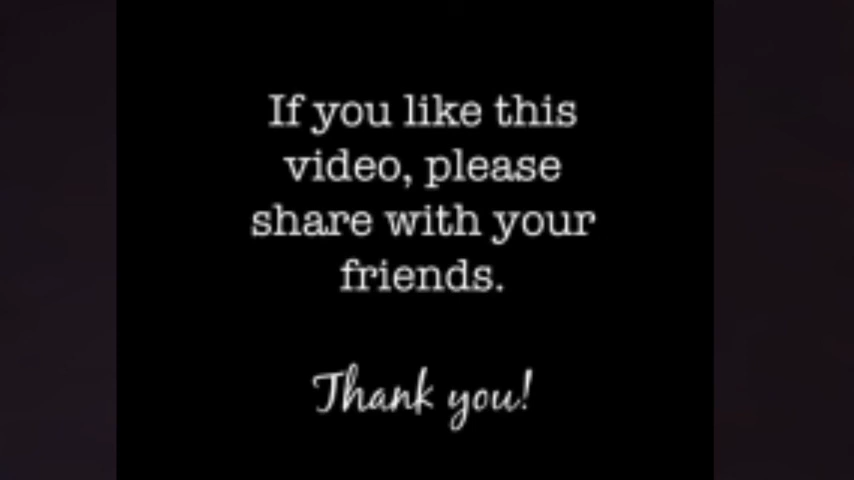 If you like this
video, please
share with your
friends.
Thank you!